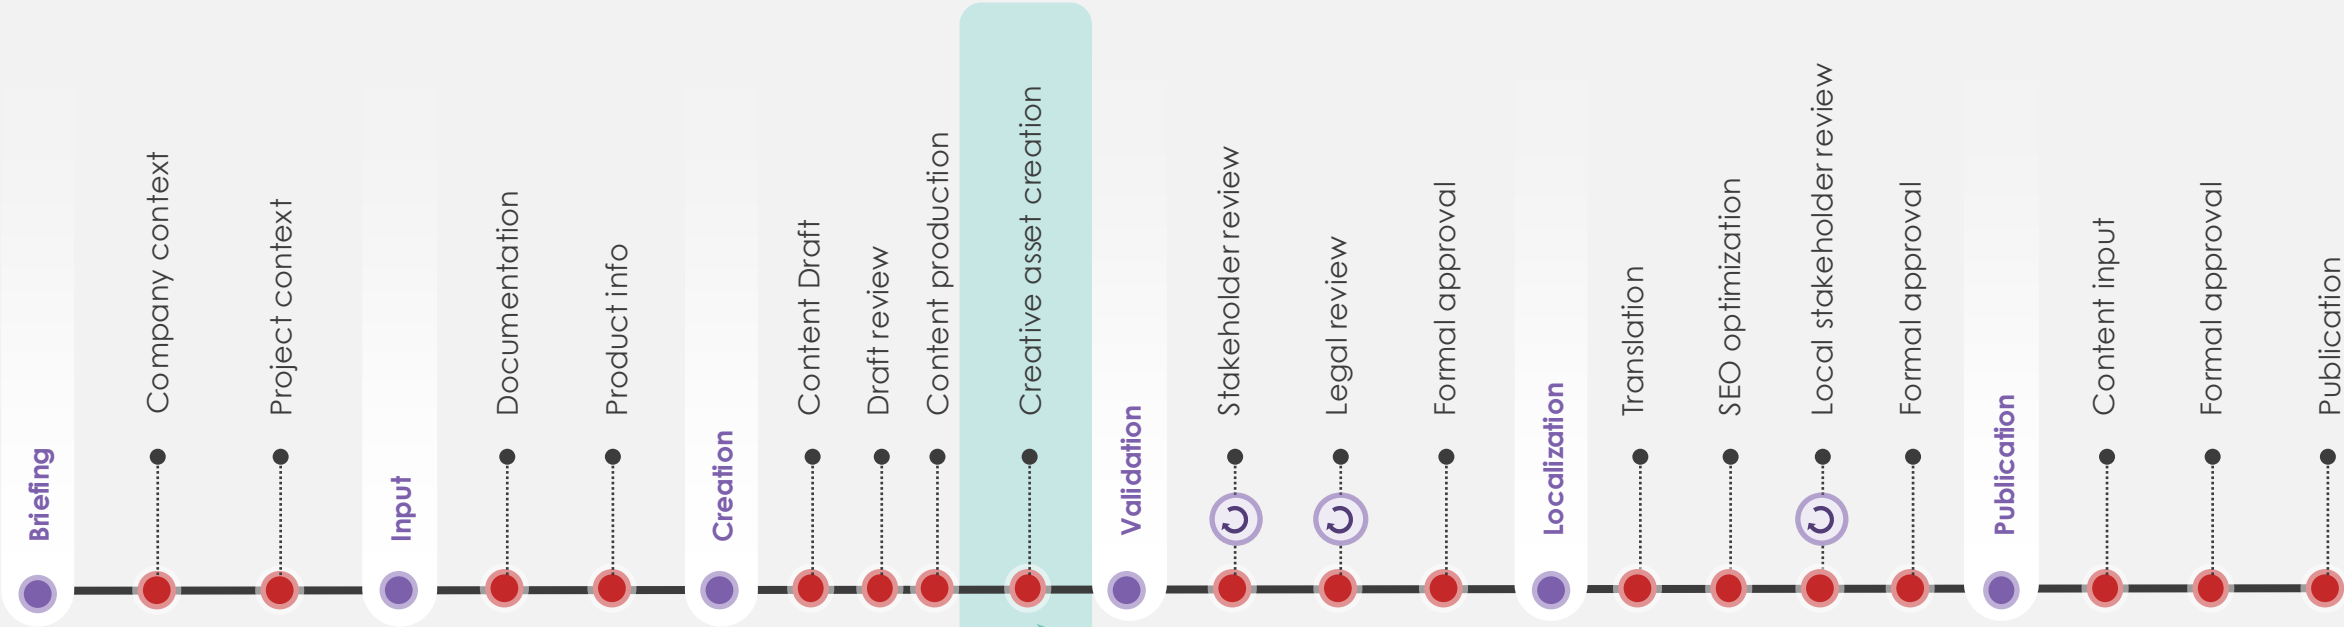 Briefing
Company context
Project context
Input
Documentation
Product info
Creation
Content Draft
Draft review
Content production
Creative asset creation
Validation
Stakeholder review
Legal review
Formal approval
Localization
Translation
SEO optimization
Local stakeholder review
Formal approval
Publication
Content input
Formal approval
Publication